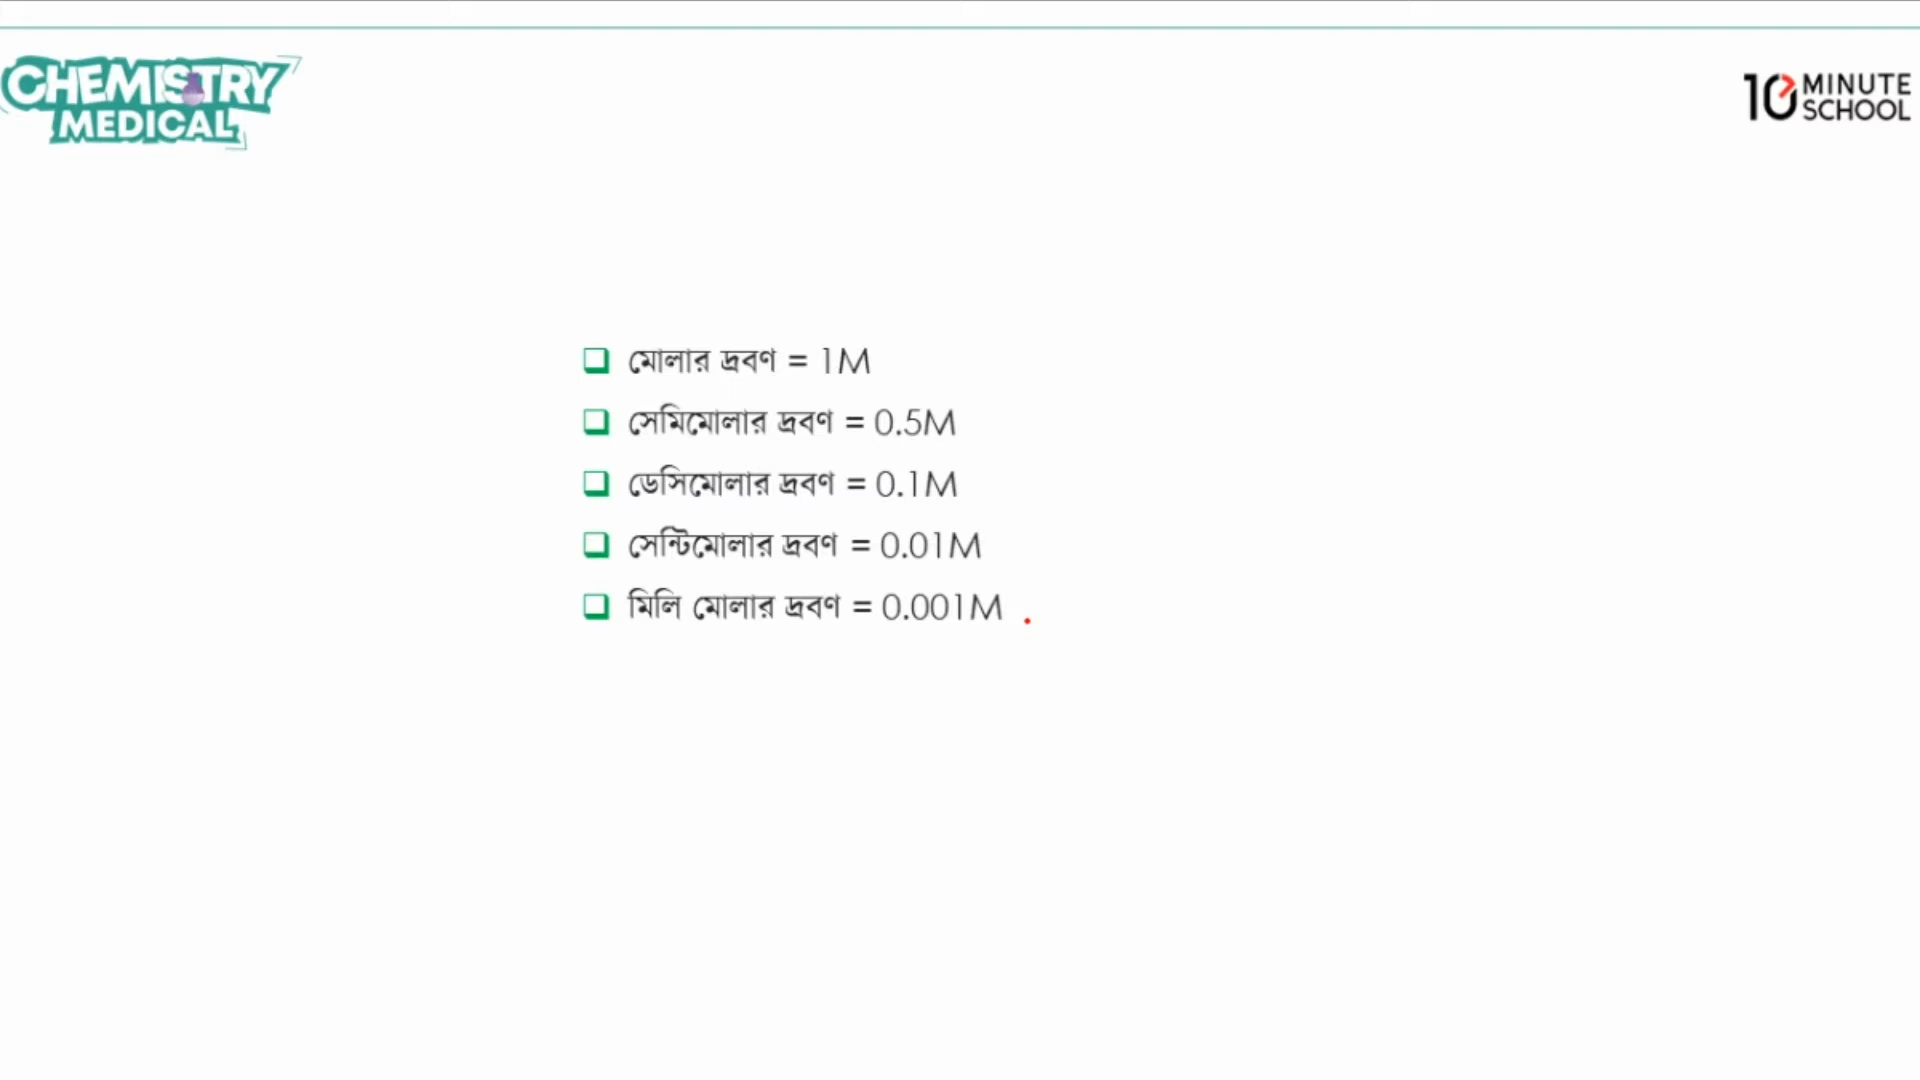 CHEMISTRY
MEDICAL
10 MINUTE
SCHOOL
মোলার দ্রবণ = 1M
সেমিমোলার দ্রবণ = 0.5M
ডেসিমোলার দ্রবণ = 0.1M
সেন্টিমোলার দ্রবণ = 0.01M
মিলি মোলার দ্রবণ = 0.001M